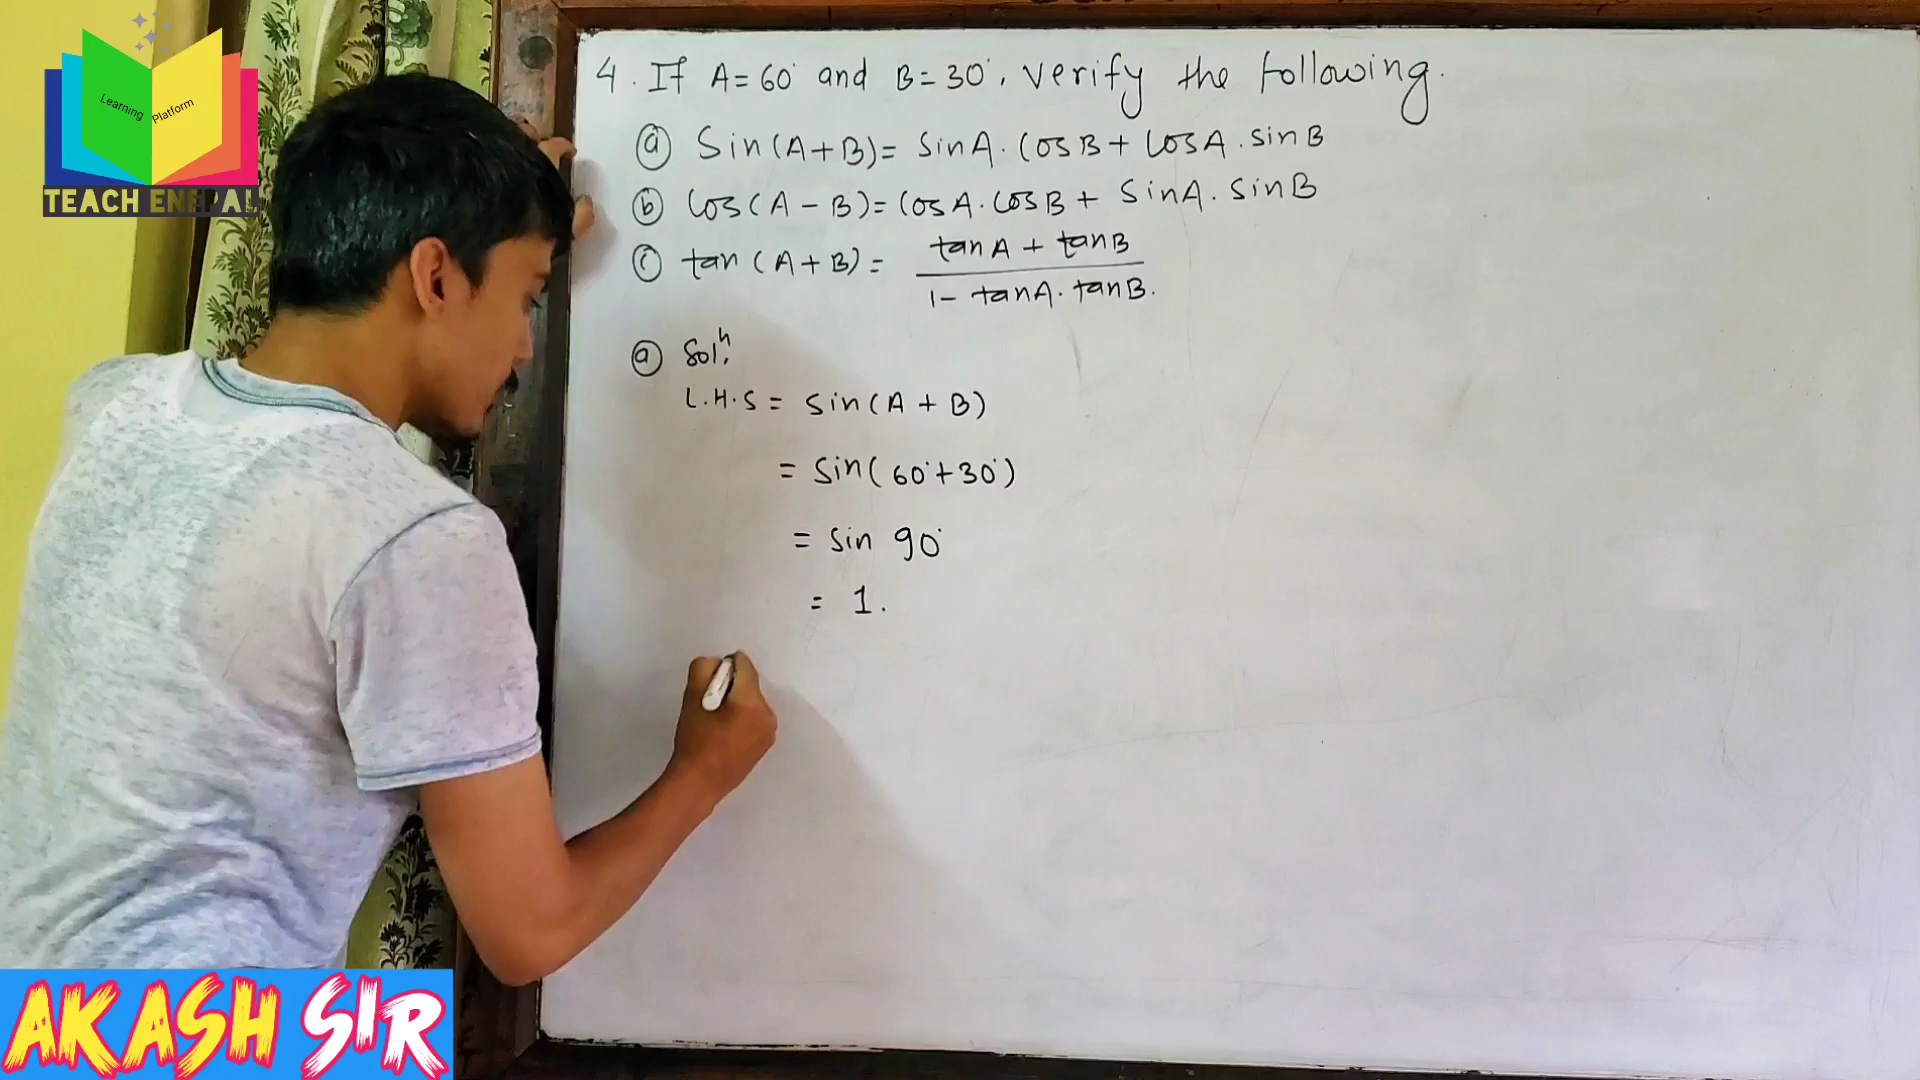 Learning Platform
TEACH ENEPAL
4. If A = 60° and B = 30°, verify the following.
(a) Sin(A+B) = sinA . cosB + cosA . sinB
(b) cos(A - B) = cosA . cosB + SinA . SinB
(c) tan (A+B) = tanA + tanB
1 - tanA . tanB.
(a) Solⁿ,
L.H.S = sin(A + B)
= sin(60° + 30°)
= sin 90°
= 1.
AKASH SIR